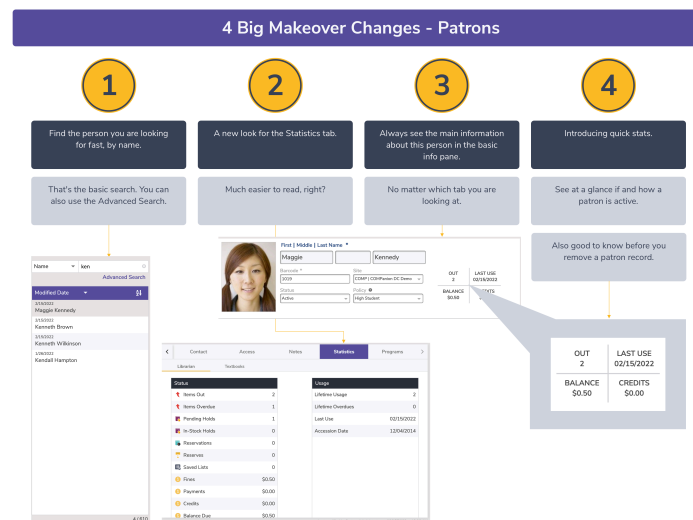 4 Big Makeover Changes - Patrons
1
2
3
4
Find the person you are looking
for fast, by name.
A new look for the Statistics tab.
Always see the main information
about this person in the basic
info pane.
Introducing quick stats.
That's the basic search. You can
also use the Advanced Search.
Much easier to read, right?
No matter which tab you are
looking at.
See at a glance if and how a
patron is active.
Also good to know before you
remove a patron record.
Name ken
Advanced Search
Modified Date
2/15/2022
Maggie Kennedy
2/15/2022
Kenneth Brown
2/15/2022
Kenneth Wilkinson
1/26/2022
Kendall Hampton
First | Middle | Last Name *
Maggie Kennedy
Barcode * Site
1019 COMP | COMPanion DC Demo
Status Policy
Active High Student
OUT LAST USE
2 02/15/2022
BALANCE
$0.50
Contact Access Notes Statistics Programs
Librarian Textbooks
Status
Items Out 2
Items Overdue 1
Pending Holds 1
In-Stock Holds 0
Reservations 0
Reserves 0
Saved Lists 0
Fines $0.50
Payments $0.00
Credits $0.00
Balance Due $0.50
Usage
Lifetime Usage 2
Lifetime Overdues 0
Last Use 02/15/2022
Accession Date 12/04/2014
OUT LAST USE
2 02/15/2022
BALANCE CREDITS
$0.50 $0.00